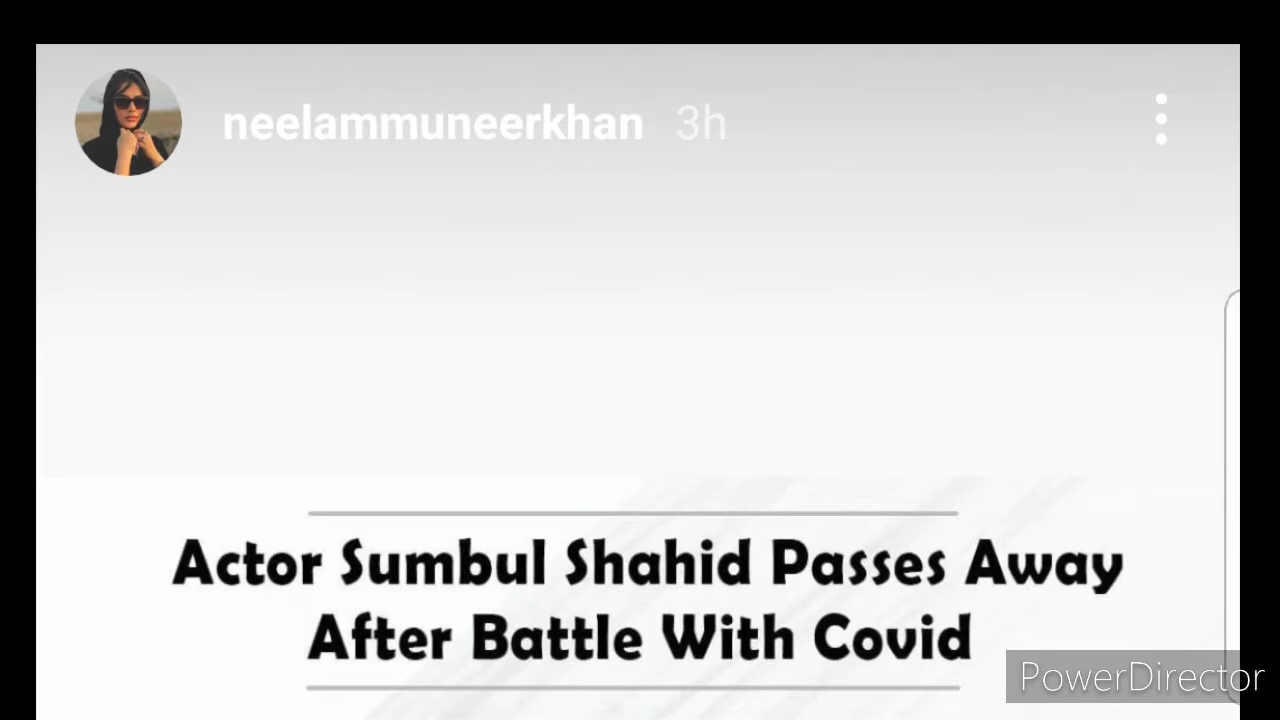 neelammuneerkhan 3h
Actor Sumbul Shahid Passes Away
After Battle With Covid
PowerDirector